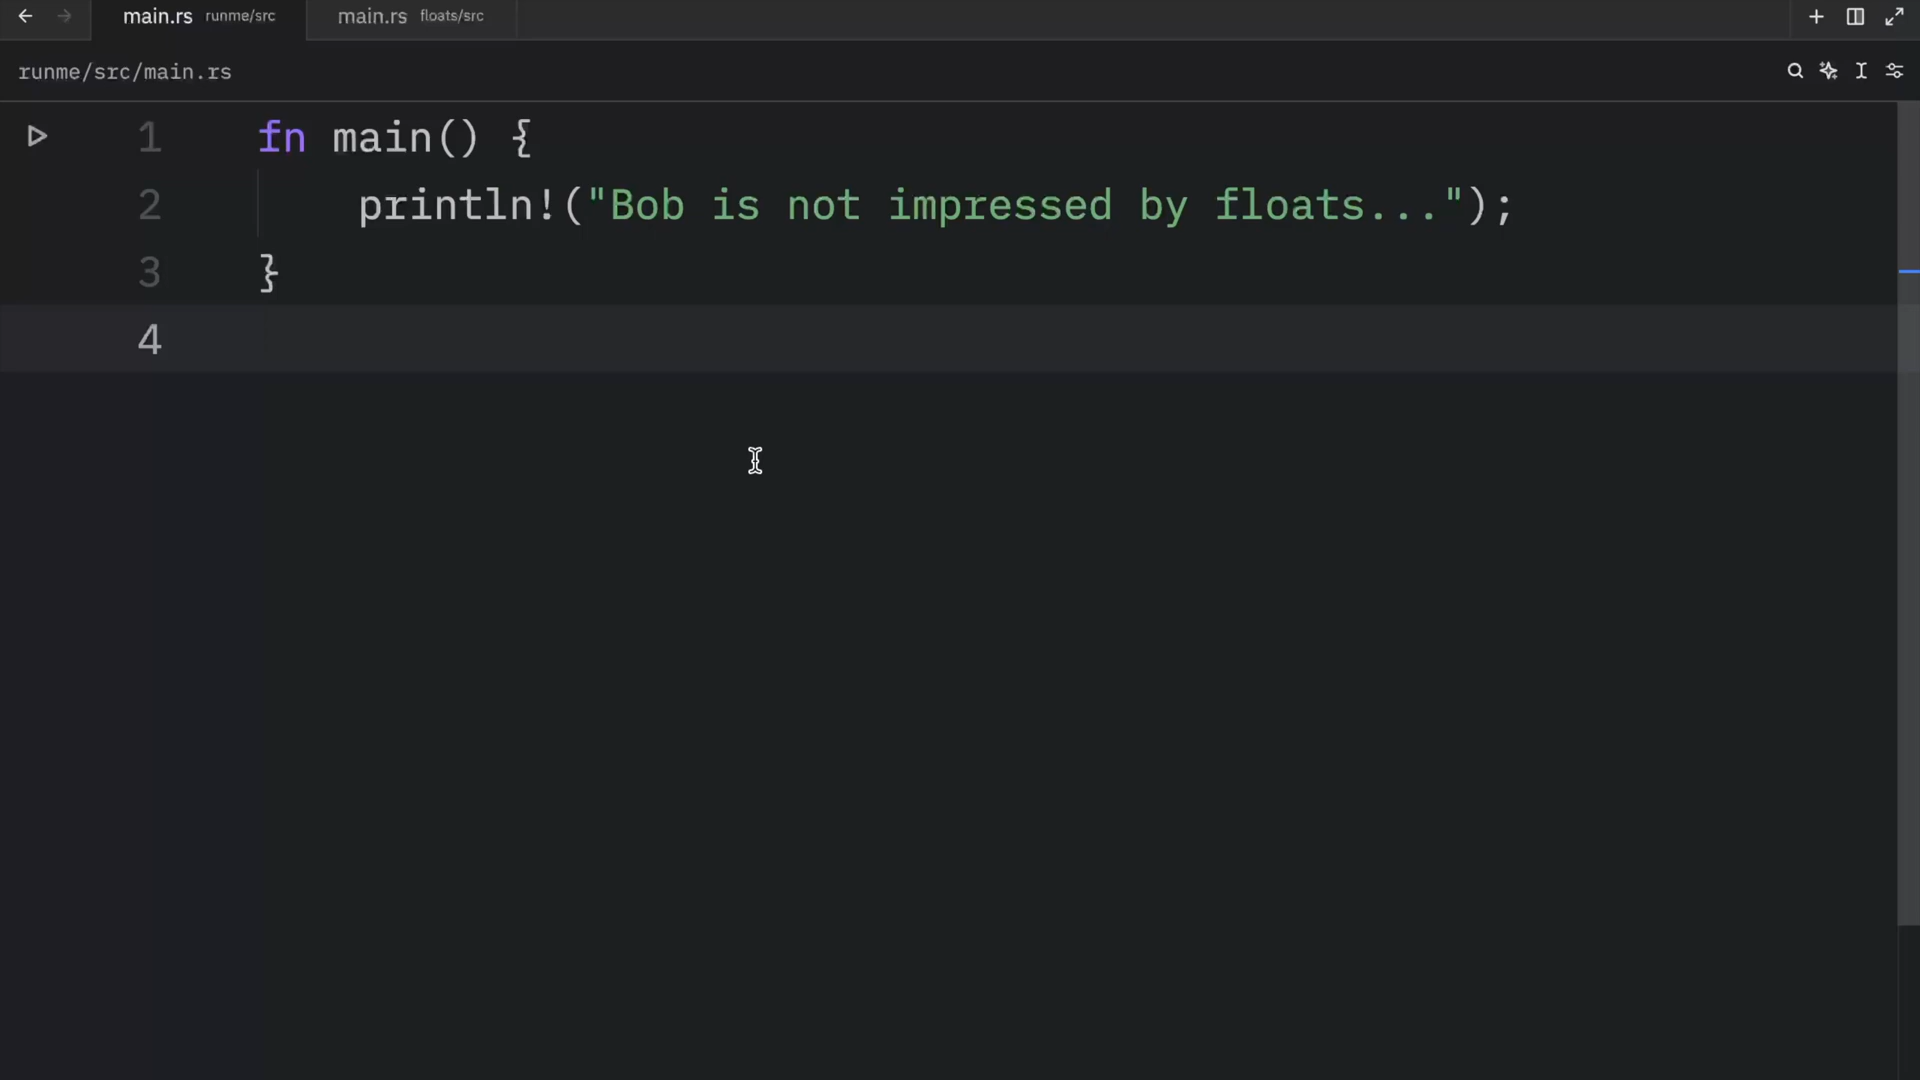 main.rs runme/src main.rs floats/src
runme/src/main.rs
1 fn main() {
2 println!("Bob is not impressed by floats...");
3 }
4